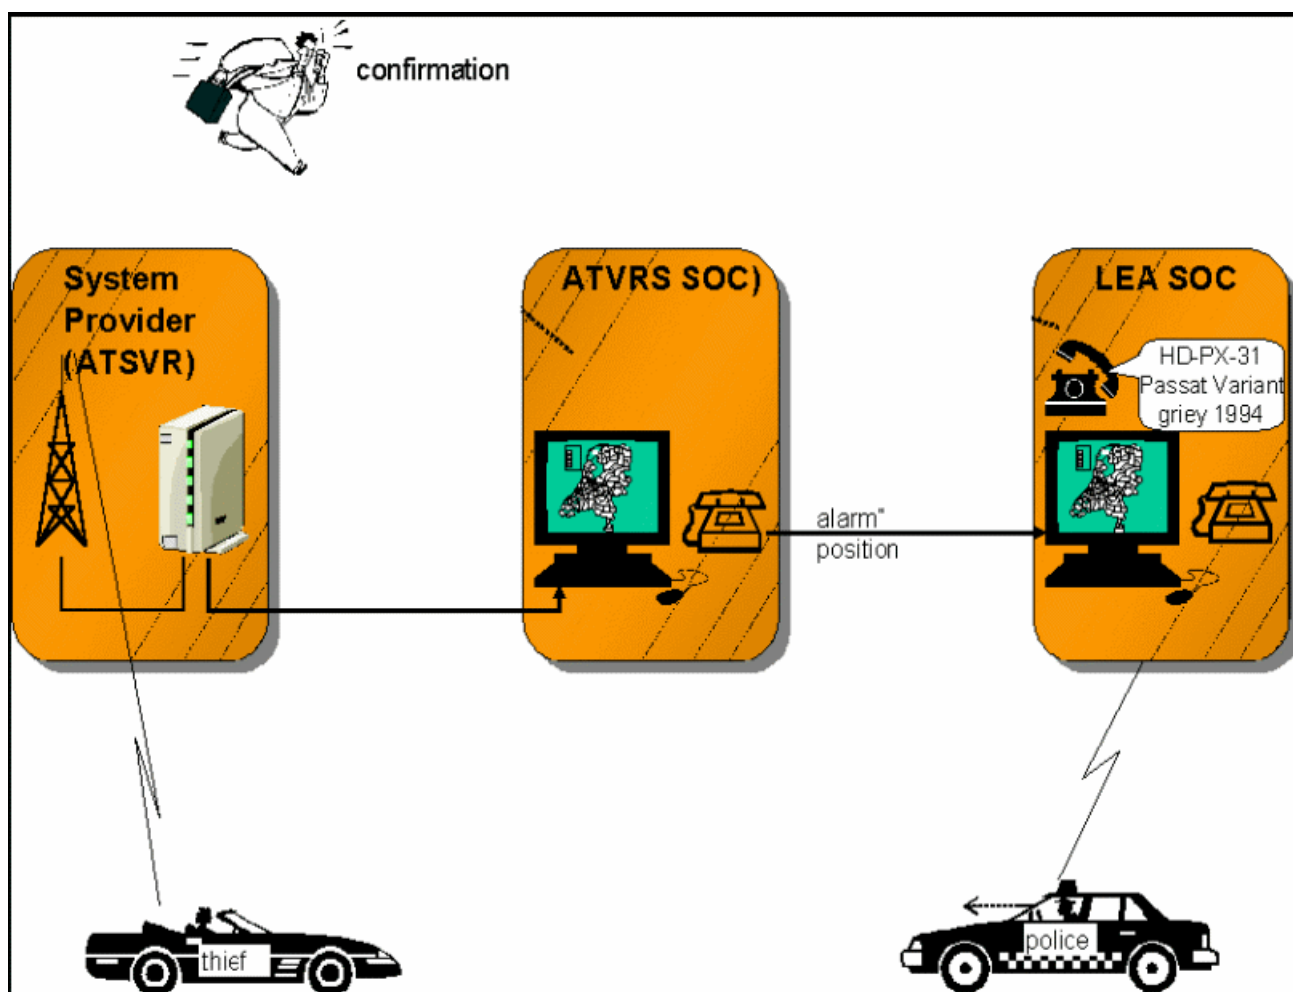 confirmation
System
Provider
(ATSVR)
ATVRS SOC)
LEA SOC
HD-PX-31
Passat Variant
griey 1994
alarm"
position
thief
police